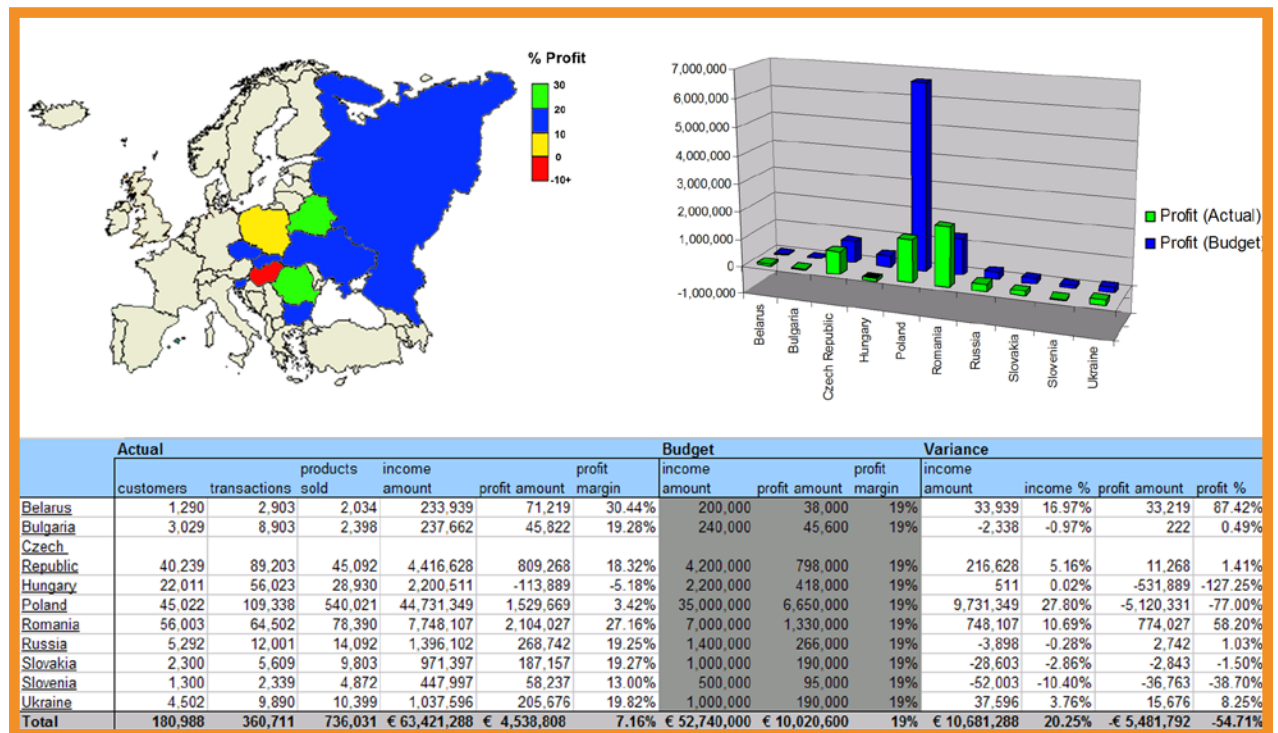 % Profit
30
20
10
0
-10+
7,000,000
6,000,000
5,000,000
4,000,000
3,000,000
2,000,000
1,000,000
0
-1,000,000
Profit (Actual)
Profit (Budget)
Belarus
Bulgaria
Czech Republic
Hungary
Poland
Romania
Russia
Slovakia
Slovenia
Ukraine
Actual Budget Variance
products income profit income profit income
customers transactions sold amount profit amount margin amount profit amount margin amount income % profit amount profit %
Belarus 1,290 2,903 2,034 233,939 71,219 30.44% 200,000 38,000 19% 33,939 16.97% 33,219 87.42%
Bulgaria 3,029 8,903 2,398 237,662 45,822 19.28% 240,000 45,600 19% -2,338 -0.97% 222 0.49%
Czech
Republic 40,239 89,203 45,092 4,416,628 809,268 18.32% 4,200,000 798,000 19% 216,628 5.16% 11,268 1.41%
Hungary 22,011 56,023 28,930 2,200,511 -113,889 -5.18% 2,200,000 418,000 19% 511 0.02% -531,889 -127.25%
Poland 45,022 109,338 540,021 44,731,349 1,529,669 3.42% 35,000,000 6,650,000 19% 9,731,349 27.80% -5,120,331 -77.00%
Romania 56,003 64,502 78,390 7,748,107 2,104,027 27.16% 7,000,000 1,330,000 19% 748,107 10.69% 774,027 58.20%
Russia 5,292 12,001 14,092 1,396,102 268,742 19.25% 1,400,000 266,000 19% -3,898 -0.28% 2,742 1.03%
Slovakia 2,300 5,609 9,803 971,397 187,157 19.27% 1,000,000 190,000 19% -28,603 -2.86% -2,843 -1.50%
Slovenia 1,300 2,339 4,872 447,997 58,237 13.00% 500,000 95,000 19% -52,003 -10.40% -36,763 -38.70%
Ukraine 4,502 9,890 10,399 1,037,596 205,676 19.82% 1,000,000 190,000 19% 37,596 3.76% 15,676 8.25%
Total 180,988 360,711 736,031 € 63,421,288 € 4,538,808 7.16% € 52,740,000 € 10,020,600 19% € 10,681,288 20.25% -€ 5,481,792 -54.71%